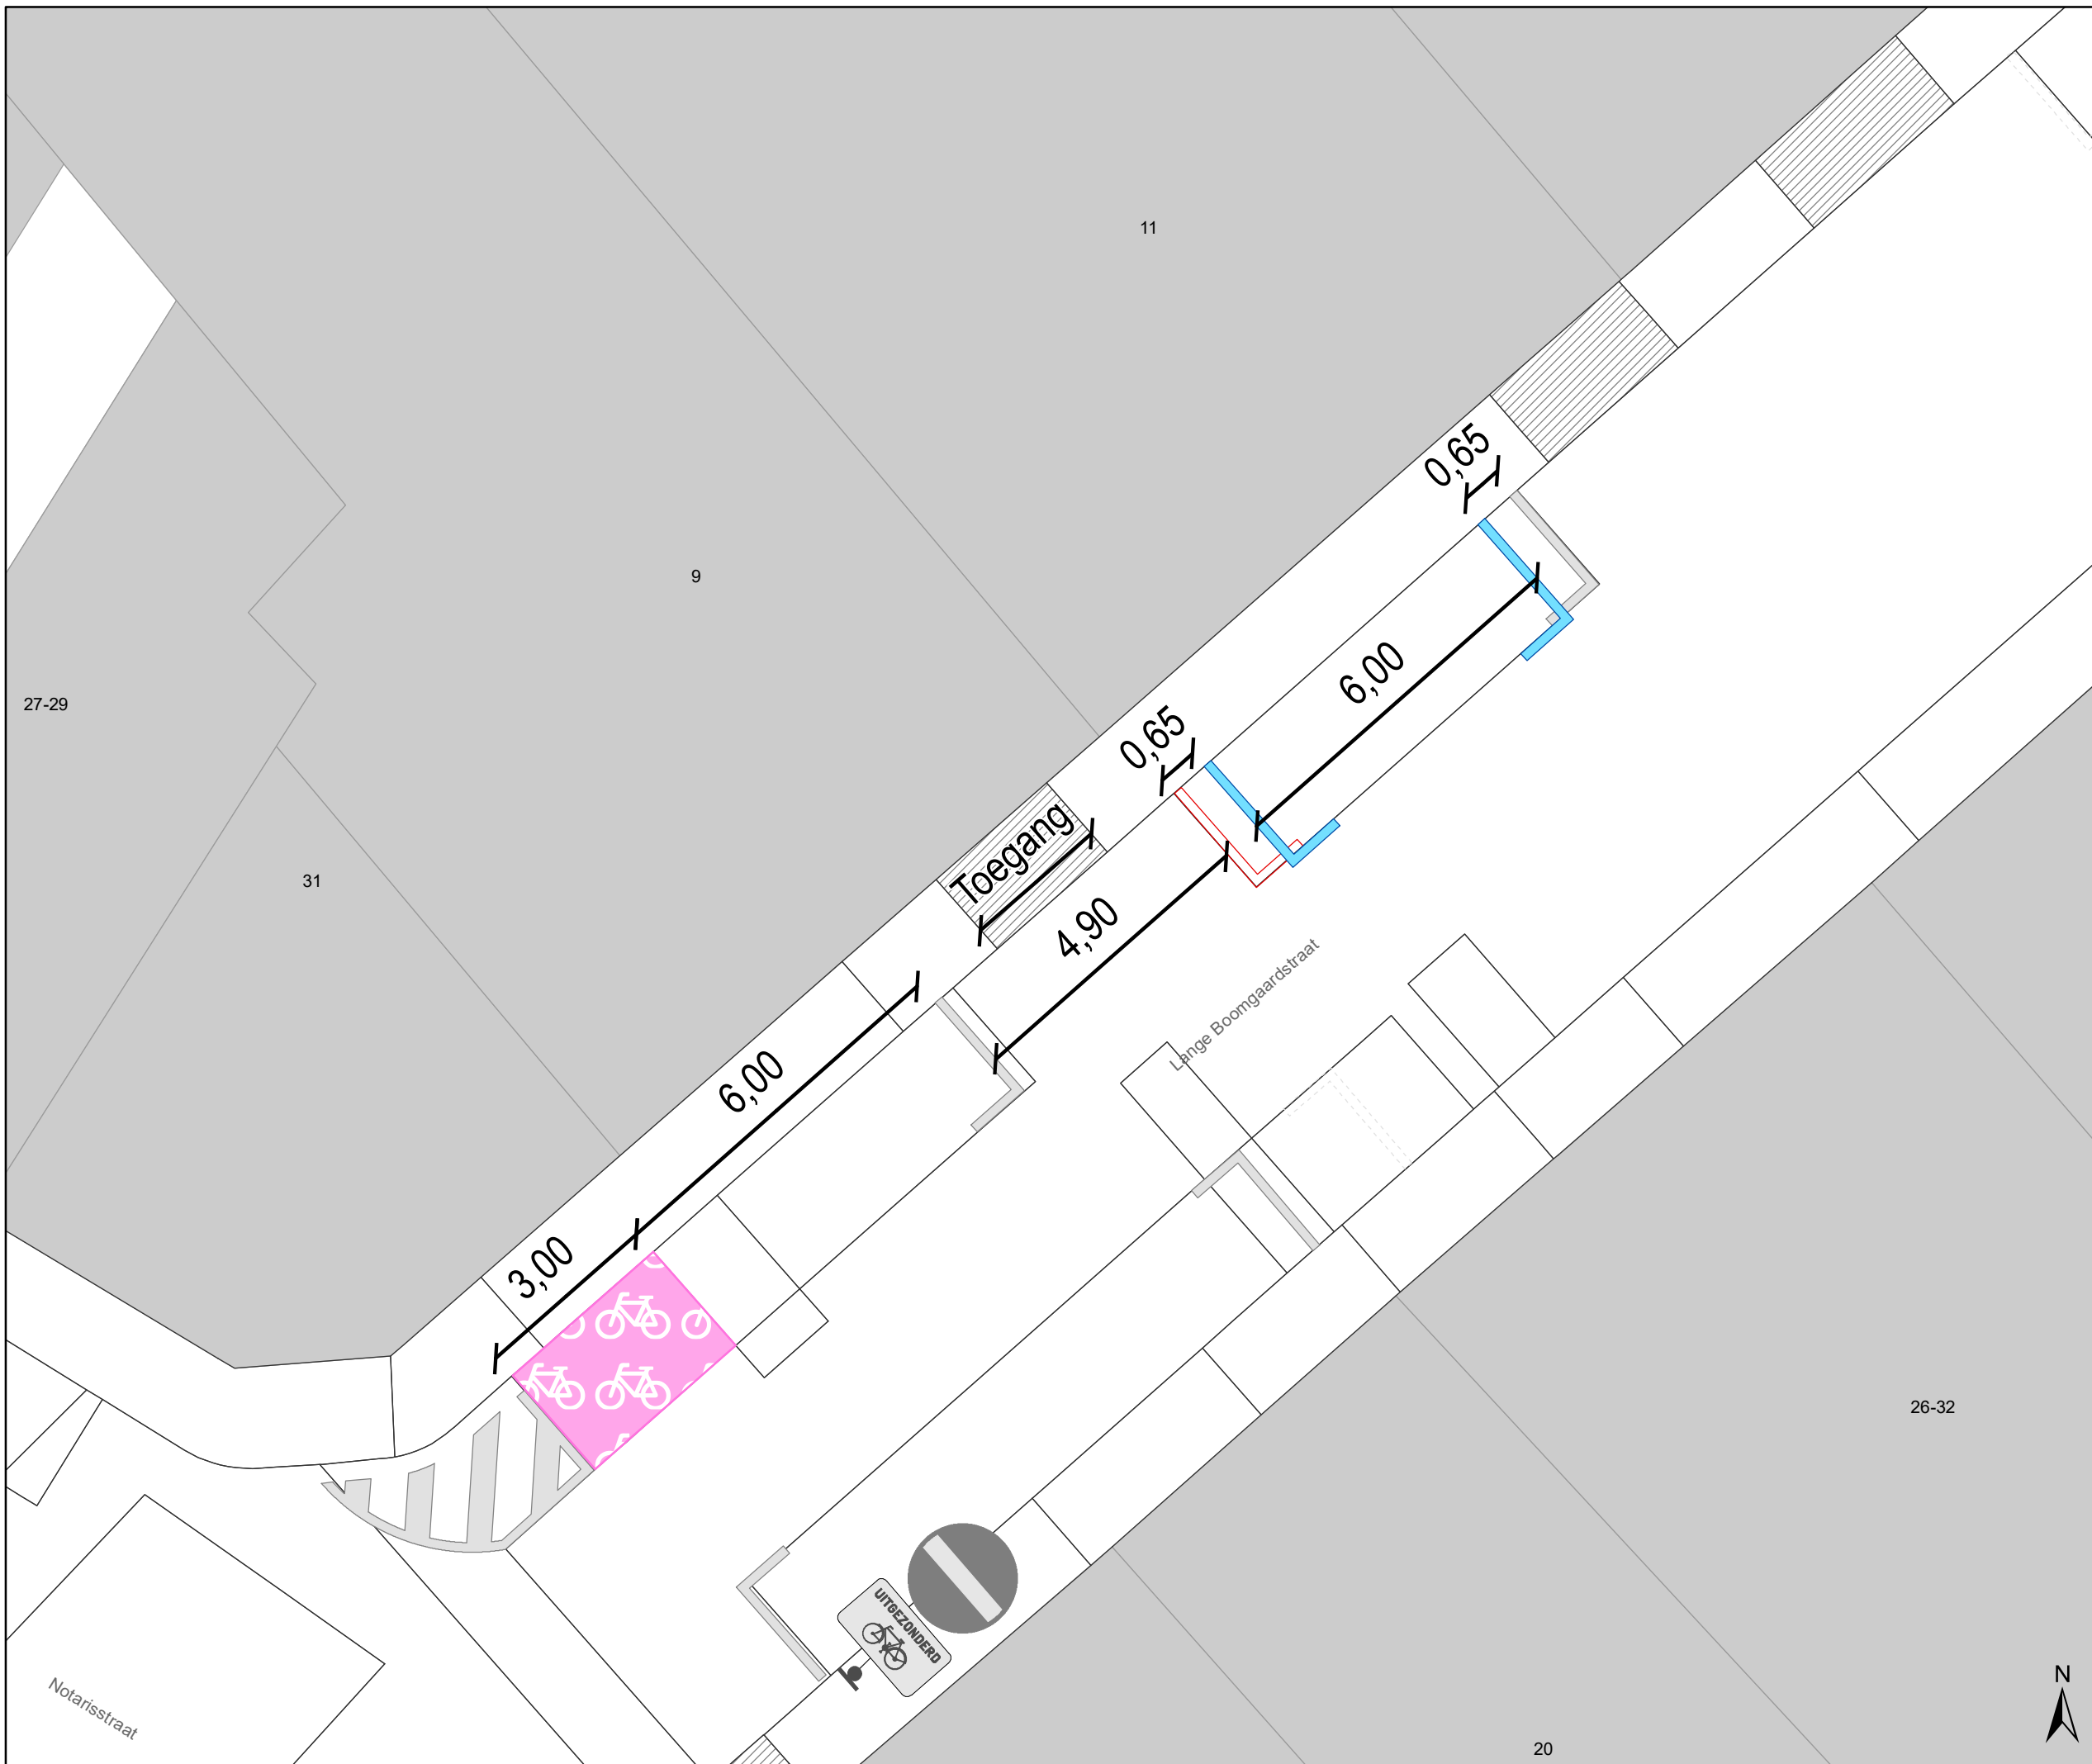 11
0,65
9
6,00
27-29
0,65
Toegang
31
4,90
Lange Boomgaardstraat
6,00
3,00
26-32
UITGEZONDERD
N
Notarisstraat
20